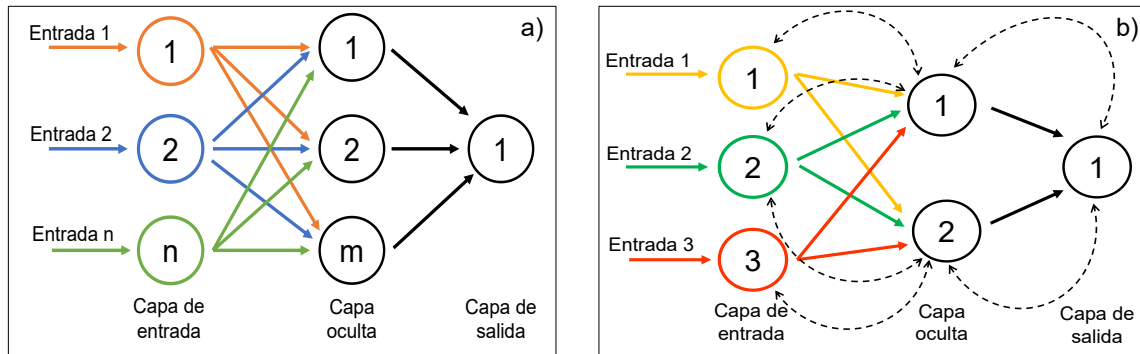 a)
Entrada 1
1
1
Entrada 2
2
2
1
Entrada n
n
m
Capa de
entrada
Capa
oculta
Capa de
salida
b)
Entrada 1
1
1
Entrada 2
2
1
Entrada 3
3
2
Capa de
entrada
Capa
oculta
Capa de
salida